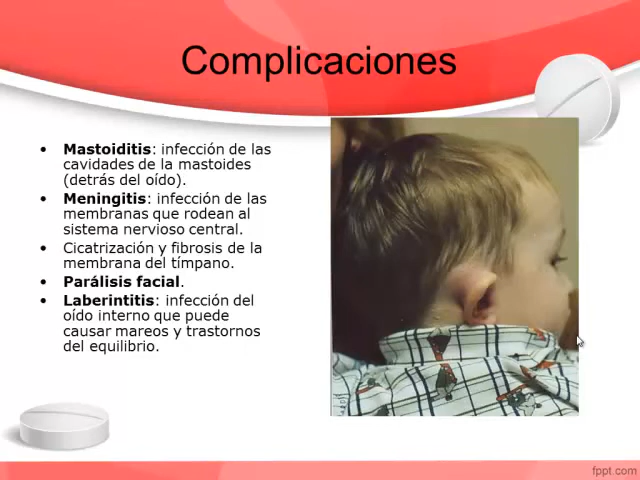 Complicaciones
• Mastoiditis: infección de las
cavidades de la mastoides
(detrás del oído).
• Meningitis: infección de las
membranas que rodean al
sistema nervioso central.
• Cicatrización y fibrosis de la
membrana del tímpano.
• Parálisis facial.
• Laberintitis: infección del
oído interno que puede
causar mareos y trastornos
del equilibrio.
fppt.com